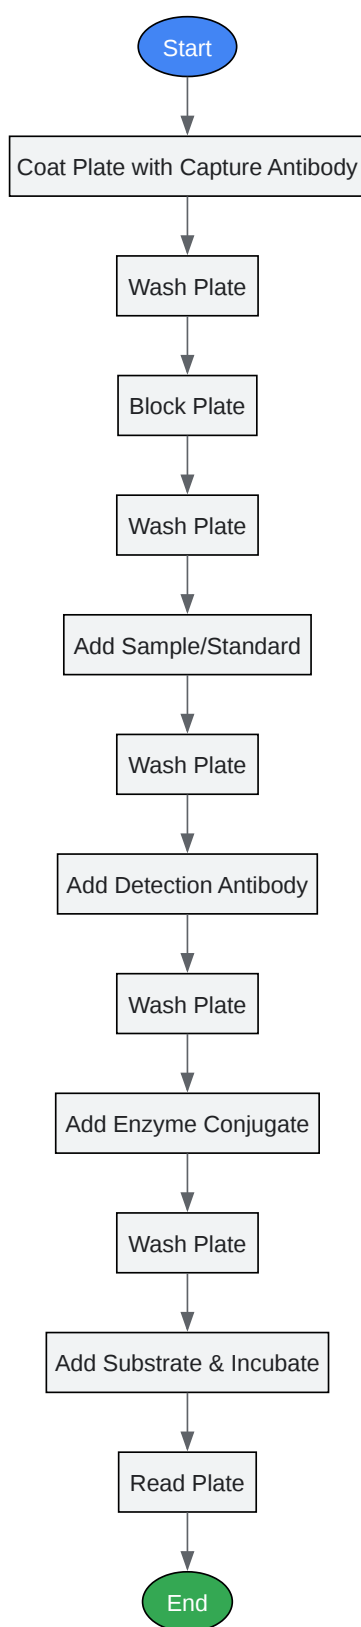 Start
Coat Plate with Capture Antibody
Wash Plate
Block Plate
Wash Plate
Add Sample/Standard
Wash Plate
Add Detection Antibody
Wash Plate
Add Enzyme Conjugate
Wash Plate
Add Substrate & Incubate
Read Plate
End